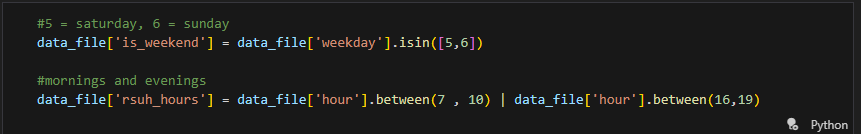 #5 = saturday, 6 = sunday
data_file['is_weekend'] = data_file['weekday'].isin([5,6])
#mornings and evenings
data_file['rsuh_hours'] = data_file['hour'].between(7 , 10) | data_file['hour'].between(16,19)
Python